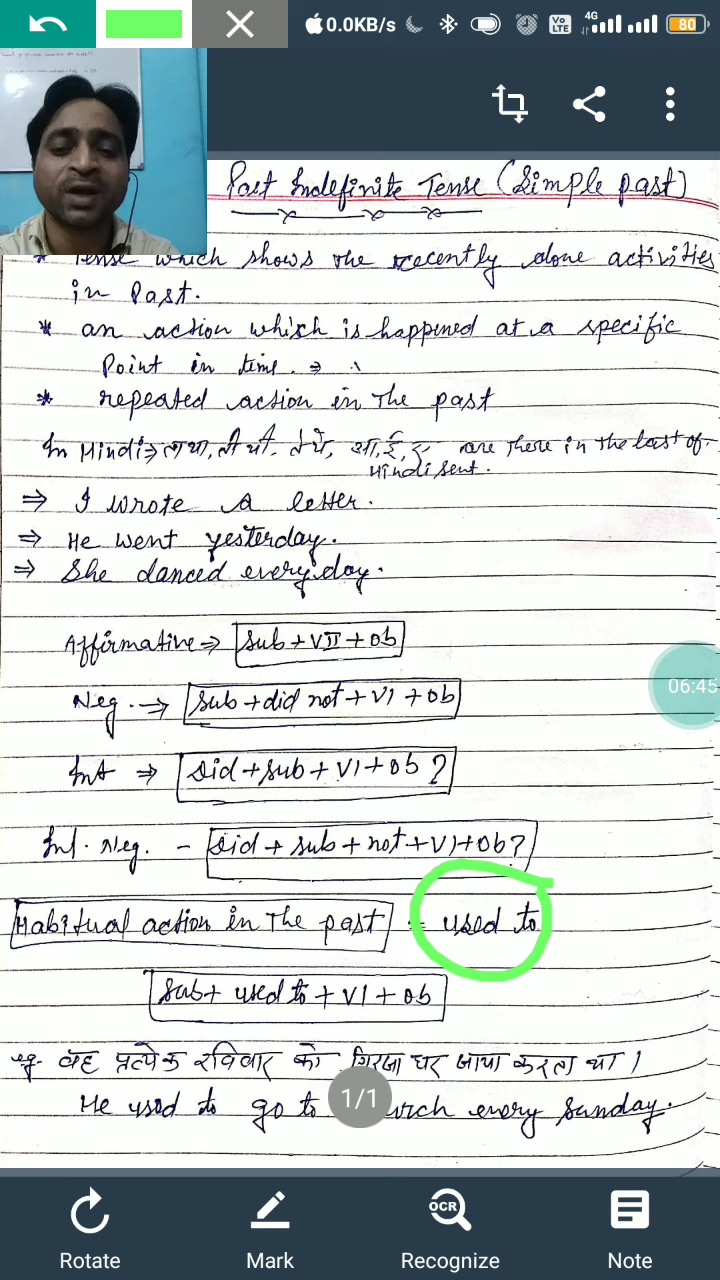 0.0KB/s Vo LTE 4G 80
Past Indefinite Tense (Simple past)
* Tense which shows the recently done activities
in Past.
* an action which is happened at a specific
Point in time. ⇒
* repeated action in the past
In Hindi ⇒ are there in the last of
Hindi sent.
⇒ I wrote a letter.
⇒ He went yesterday.
⇒ She danced everyday.
Affirmative ⇒ Sub + VII + Ob
Neg. → Sub + did not + V1 + Ob
Int ⇒ Did + sub + V1 + Ob ?
Int. Neg. - Did + sub + not + V1 + Ob ?
Habitual action in the past = used to
Sub + used to + V1 + Ob
eg- वह प्रत्येक रविवार को गिरजा घर जाया करता था।
He used to go to urch every Sunday.
1/1
06:45
Rotate Mark OCR Recognize Note